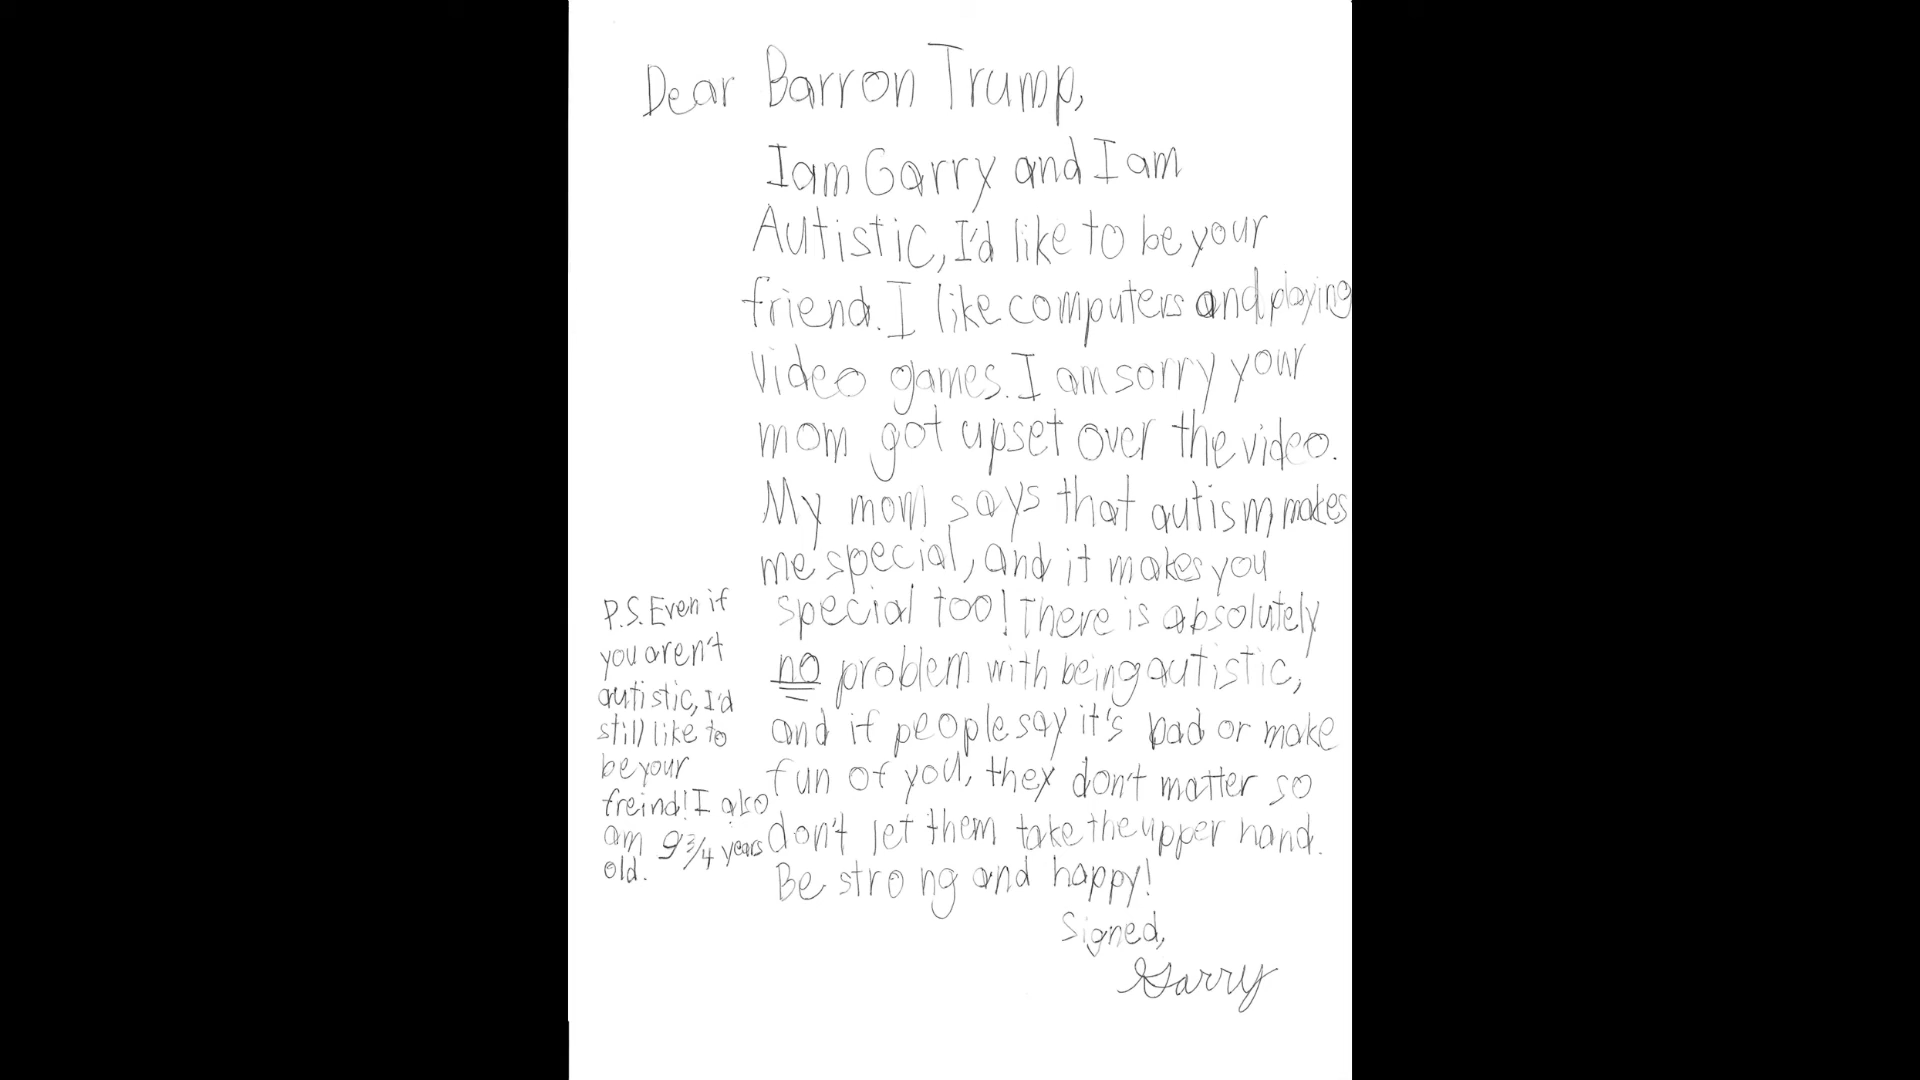 Dear Barron Trump,
I am Garry and I am
Autistic, I'd like to be your
friend. I like computers and playing
video games. I am sorry your
mom got upset over the video.
My mom says that autism makes
me special, and it makes you
special too! There is absolutely
no problem with being autistic,
and if people say it's bad or make
fun of you, they don't matter so
don't let them take the upper hand.
Be strong and happy!
Signed,
Garry
P.S. Even if
you aren't
autistic, I'd
still like to
be your
freind! I also
am 9 3/4 years
old.